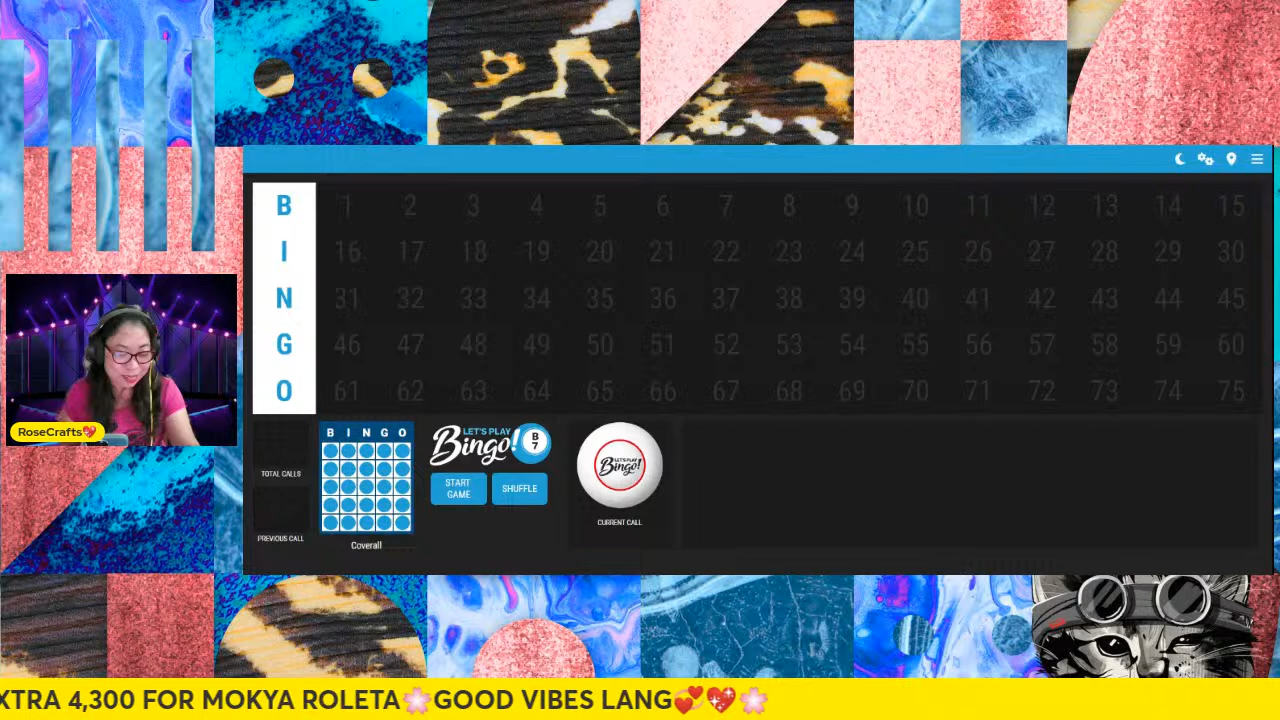 B 1 2 3 4 5 6 7 8 9 10 11 12 13 14 15
I 16 17 18 19 20 21 22 23 24 25 26 27 28 29 30
N 31 32 33 34 35 36 37 38 39 40 41 42 43 44 45
G 46 47 48 49 50 51 52 53 54 55 56 57 58 59 60
O 61 62 63 64 65 66 67 68 69 70 71 72 73 74 75
RoseCrafts💖
TOTAL CALLS
PREVIOUS CALL
B I N G O
Coverall
LET'S PLAY
Bingo!
B
7
START
GAME
SHUFFLE
LET'S PLAY
Bingo!
CURRENT CALL
XTRA 4,300 FOR MOKYA ROLETA🌸GOOD VIBES LANG💞💖🌸